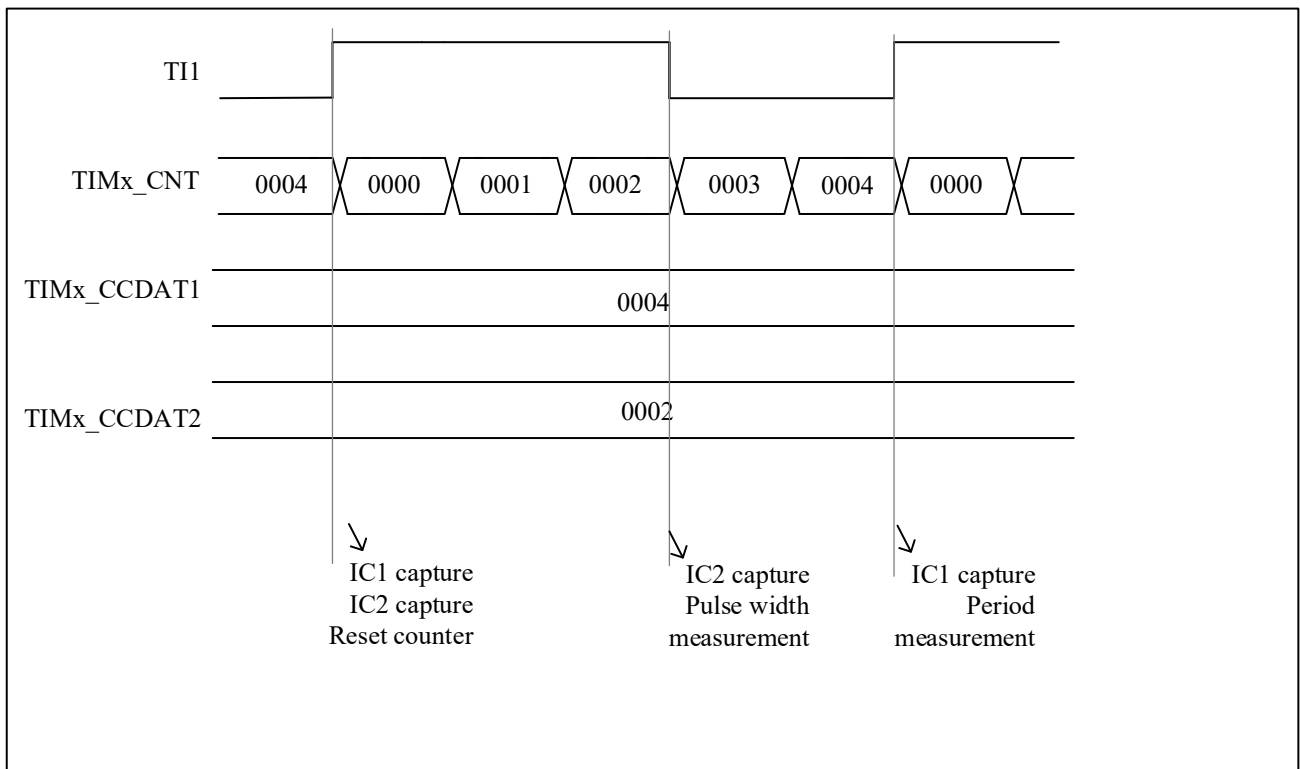 TI1
TIMx_CNT
0004
0000
0001
0002
0003
0004
0000
TIMx_CCDAT1
0004
TIMx_CCDAT2
0002
IC1 capture
IC2 capture
Reset counter
IC2 capture
Pulse width
measurement
IC1 capture
Period
measurement